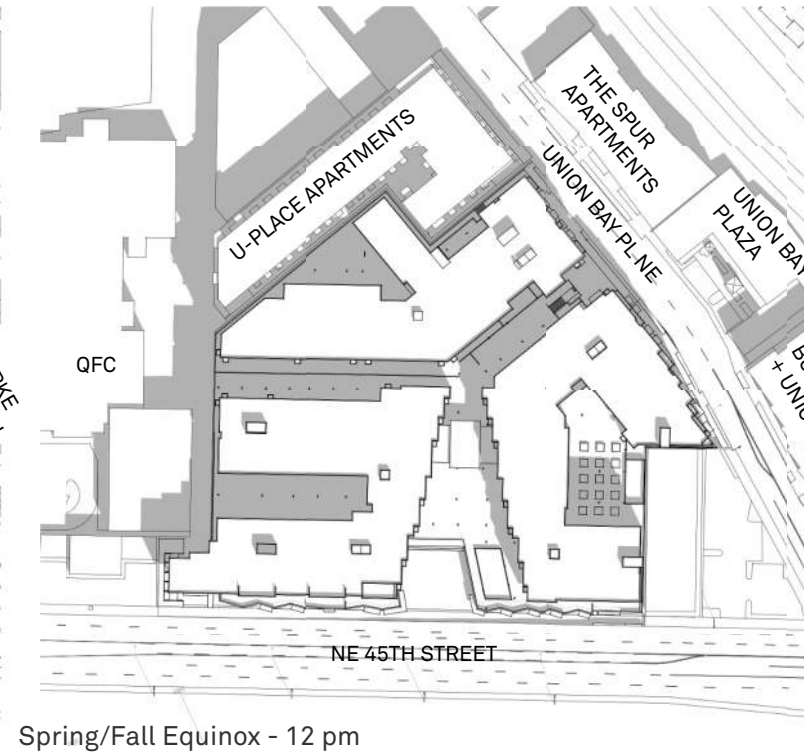 THE SPUR
APARTMENTS
U-PLACE APARTMENTS
UNION BAY PL NE
UNION BAY
PLAZA
QFC
+ UNIO
NE 45TH STREET
Spring/Fall Equinox - 12 pm